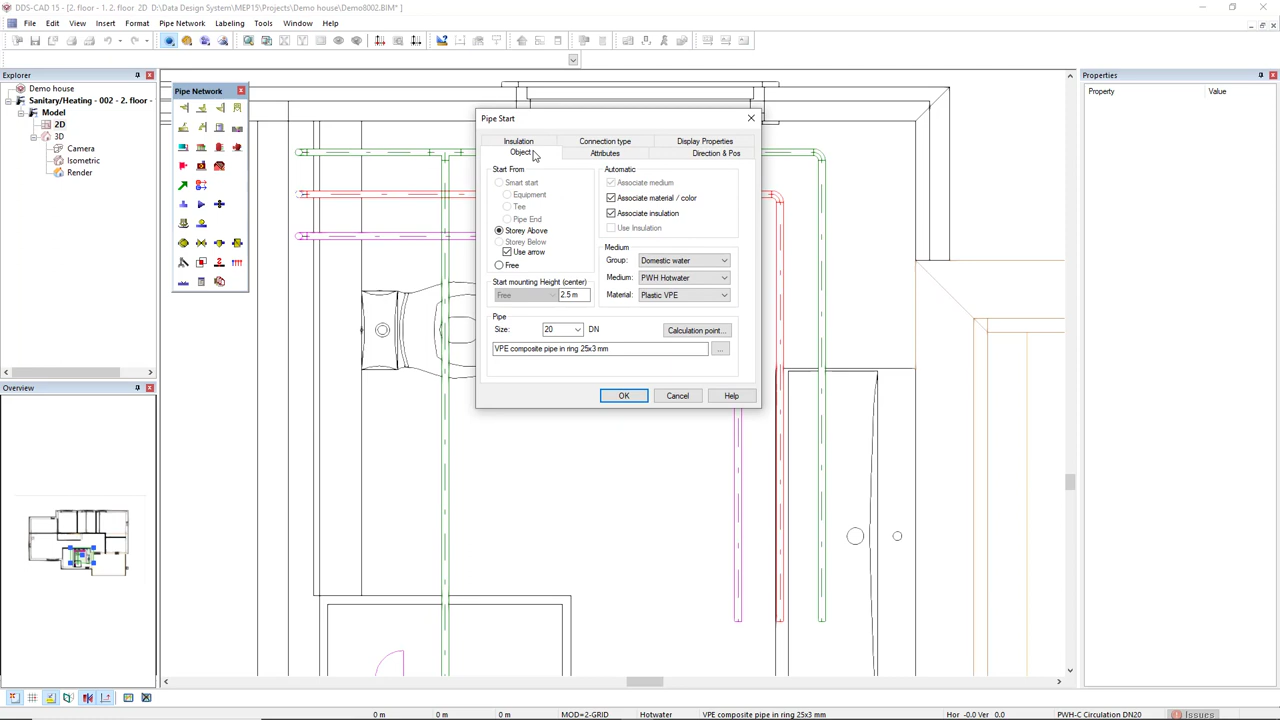 DDS-CAD 15 - [2. floor - 1. 2. floor  2D  D:\Data Design System\MEP15\Projects\Demo house\Demo8002.BIM*]
File Edit View Insert Format Pipe Network Labeling Tools Window Help
Explorer
Properties
Demo house
Sanitary/Heating - 002 - 2. floor -
Model
2D
3D
Camera
Isometric
Render
Pipe Network
Property Value
Pipe Start
Insulation Connection type Display Properties
Object Attributes Direction & Pos
Start From
Smart start
Equipment
Tee
Pipe End
Storey Above
Storey Below
Use arrow
Free
Start mounting Height (center)
Free 2.5 m
Automatic
Associate medium
Associate material / color
Associate insulation
Use Insulation
Medium
Group: Domestic water
Medium: PWH Hotwater
Material: Plastic VPE
Pipe
Size: 20 DN Calculation point...
VPE composite pipe in ring 25x3 mm ...
OK Cancel Help
Overview
0 m 0 m 0 m MOD=2-GRID Hotwater VPE composite pipe in ring 25x3 mm Hor -0.0 Ver 0.0 PWH-C Circulation DN20 Issues